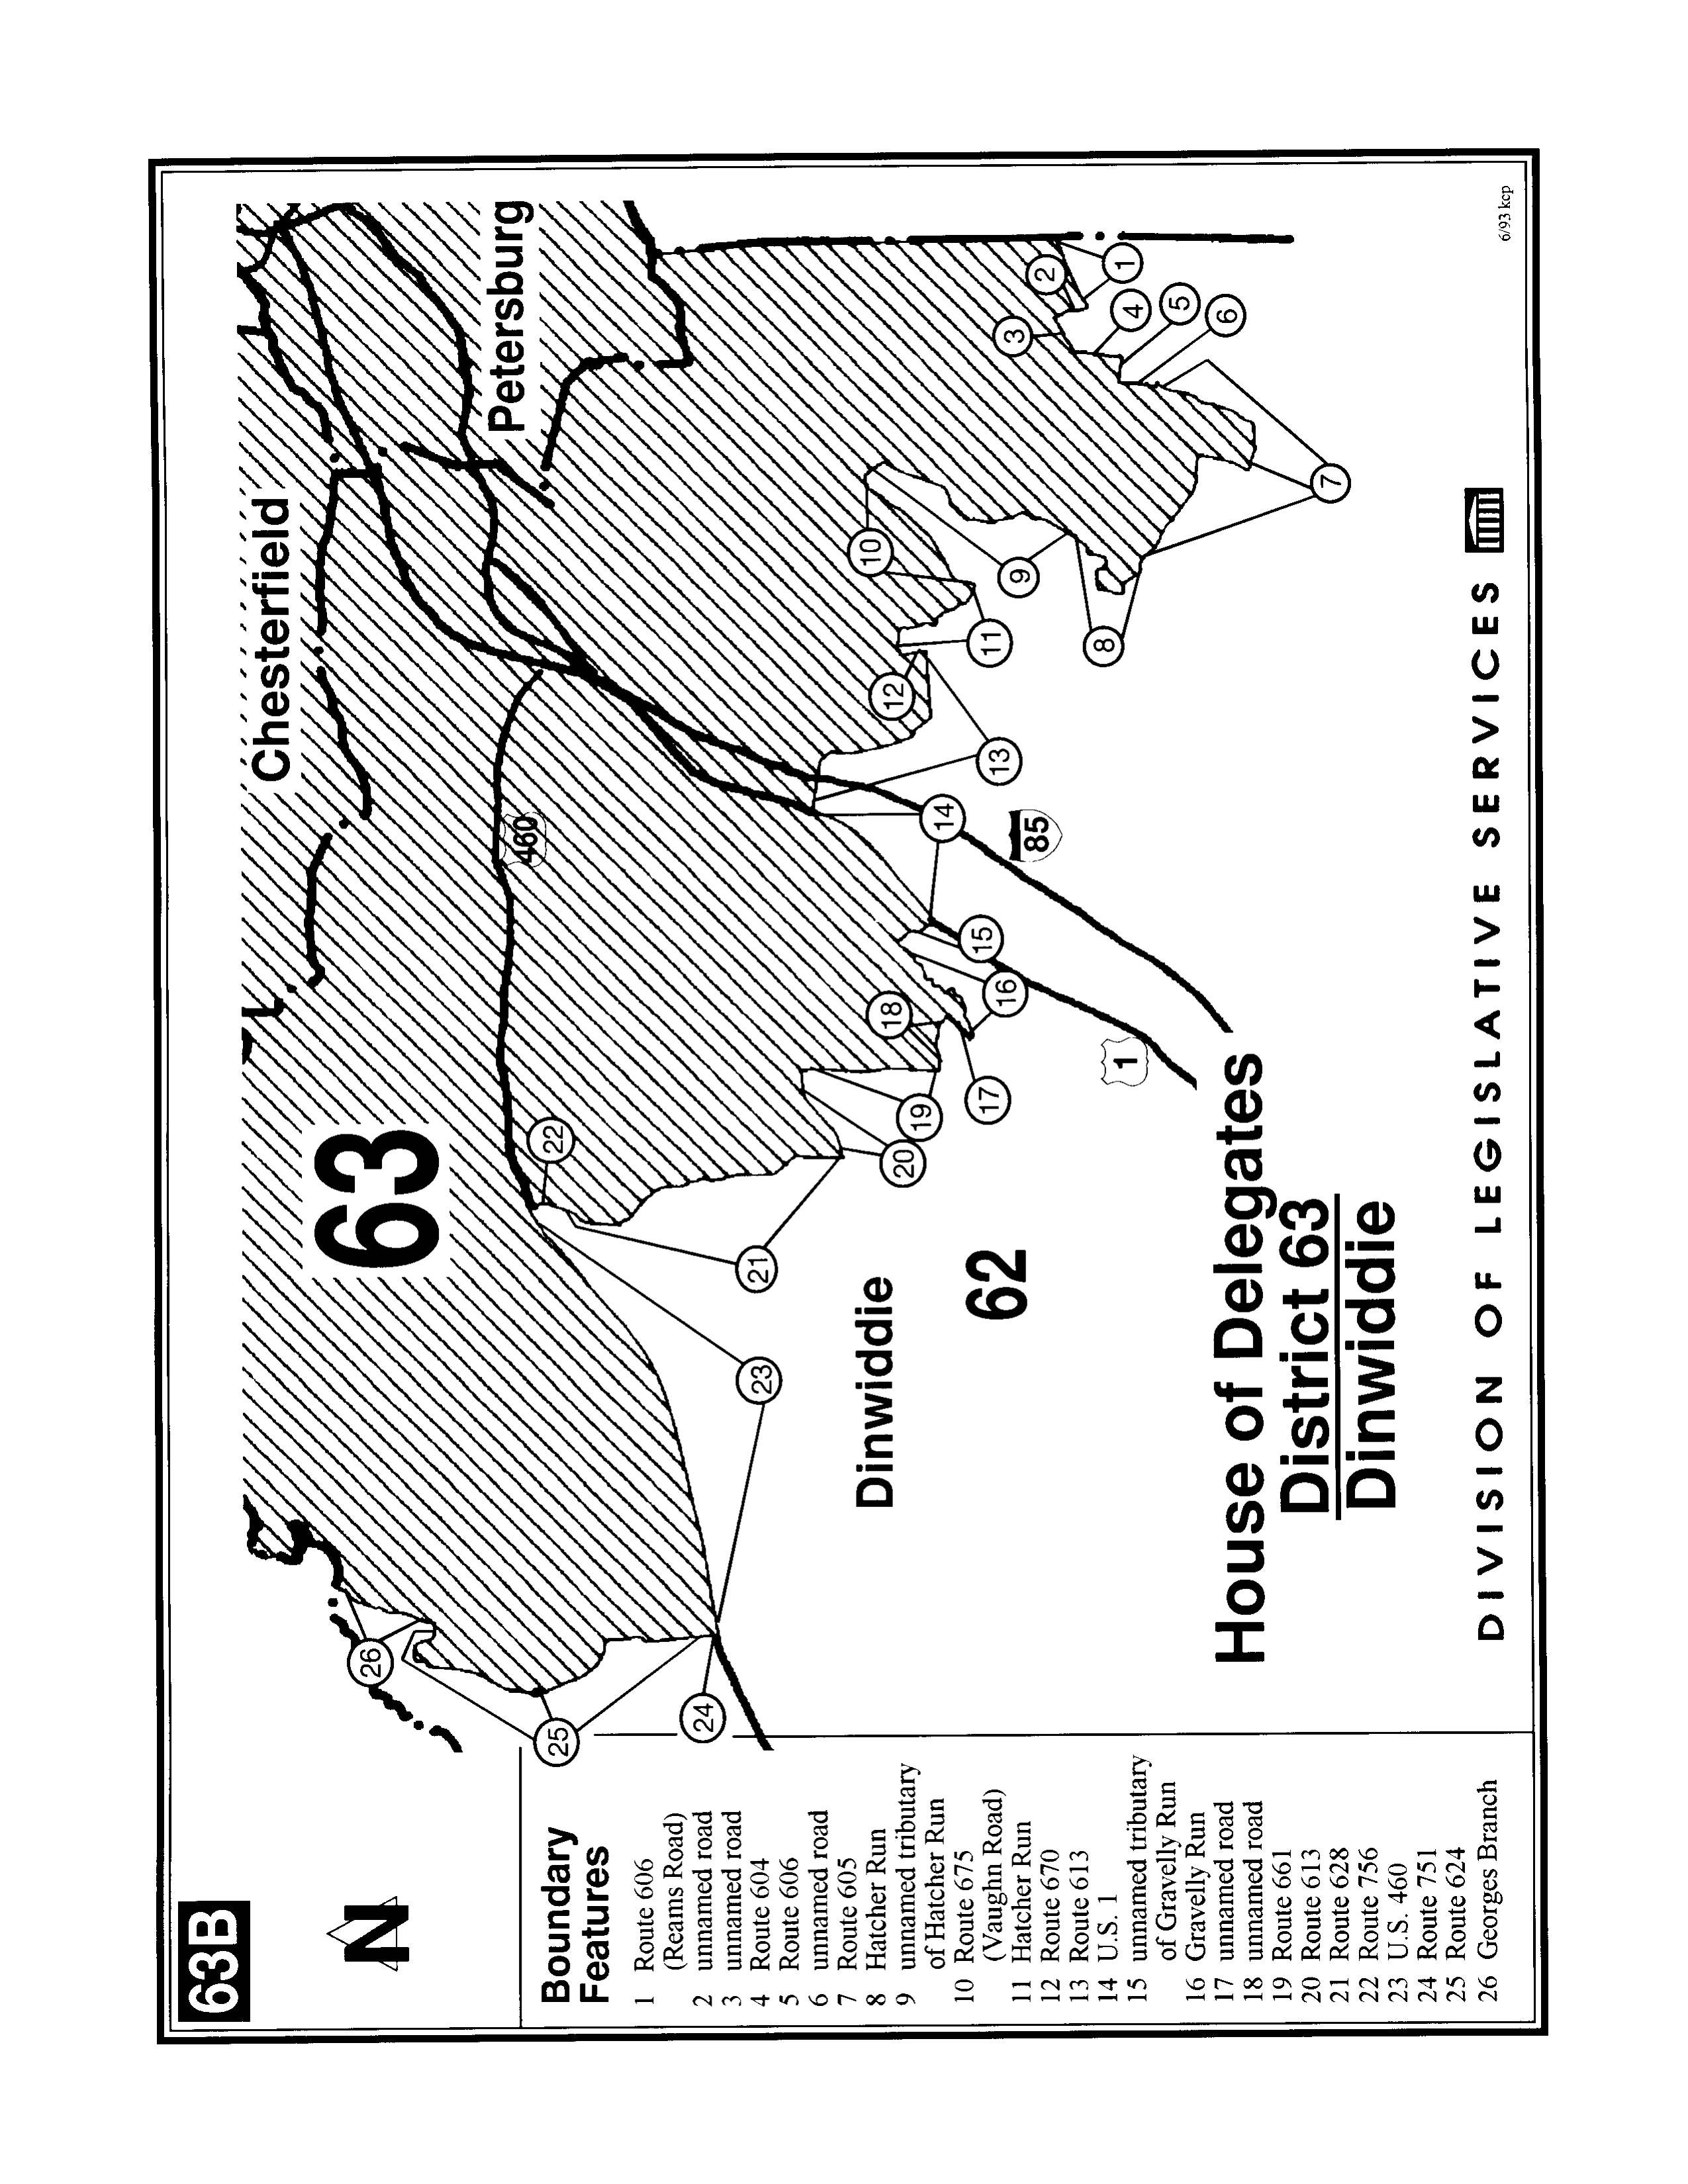 63B
N
Boundary
Features
1 Route 606
(Reams Road)
2 unnamed road
3 unnamed road
4 Route 604
5 Route 606
6 unnamed road
7 Route 605
8 Hatcher Run
9 unnamed tributary
of Hatcher Run
10 Route 675
(Vaughn Road)
11 Hatcher Run
12 Route 670
13 Route 613
14 U.S. 1
15 unnamed tributary
of Gravelly Run
16 Gravelly Run
17 unnamed road
18 unnamed road
19 Route 661
20 Route 613
21 Route 628
22 Route 756
23 U.S. 460
24 Route 751
25 Route 624
26 Georges Branch
Chesterfield
63
460
Petersburg
26
25
24
23
22
21
20
19
18
17
16
15
14
13
12
11
10
9
8
7
6
5
4
3
2
1
85
1
Dinwiddie
62
House of Delegates
District 63
Dinwiddie
DIVISION OF LEGISLATIVE SERVICES
6/93 kcp